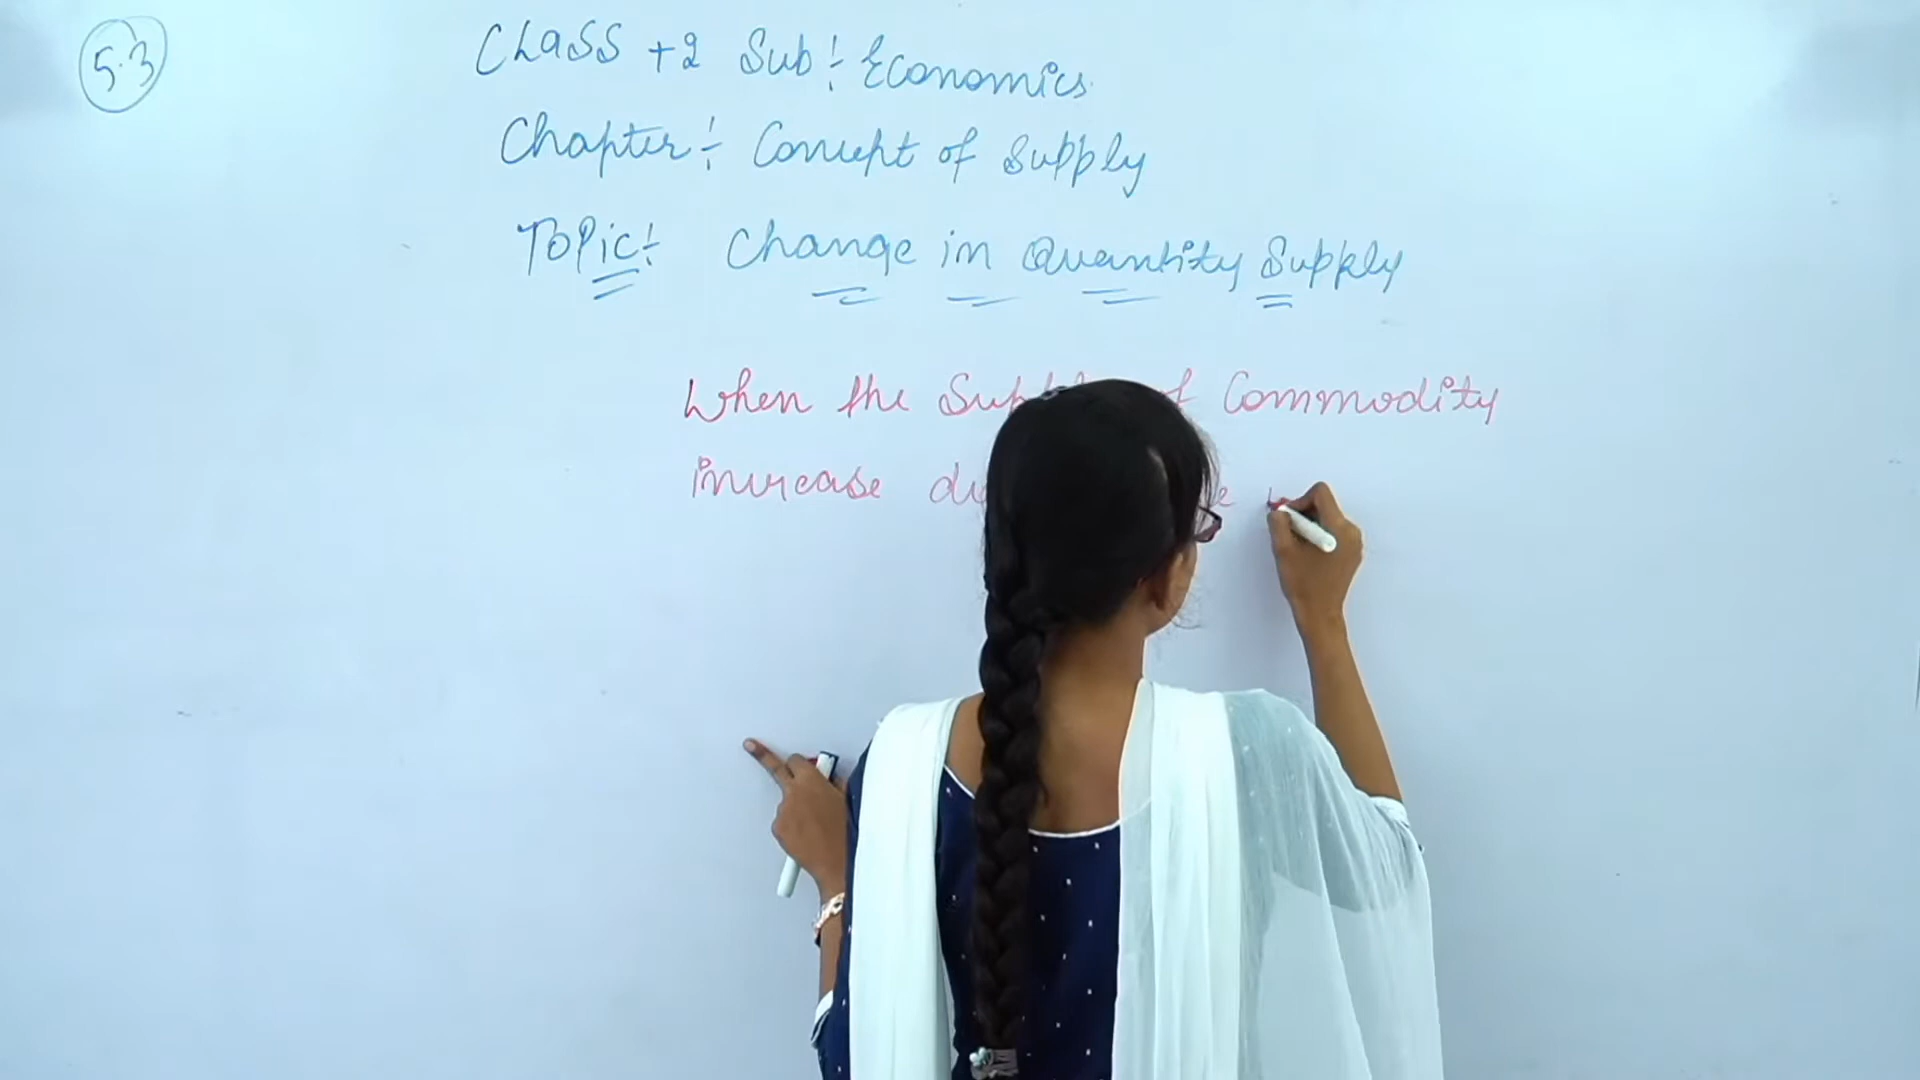 5.3
Class +2 Sub:- Economics
Chapter:- Concept of Supply
Topic:- Change in Quantity Supply
When the of Commodity
increase